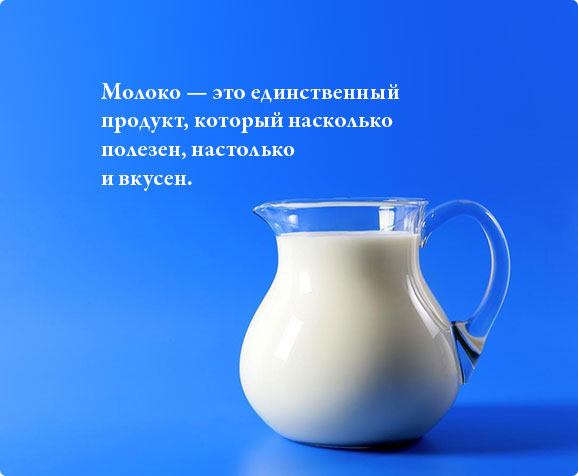 Молоко — это единственный
продукт, который насколько
полезен, настолько
и вкусен.